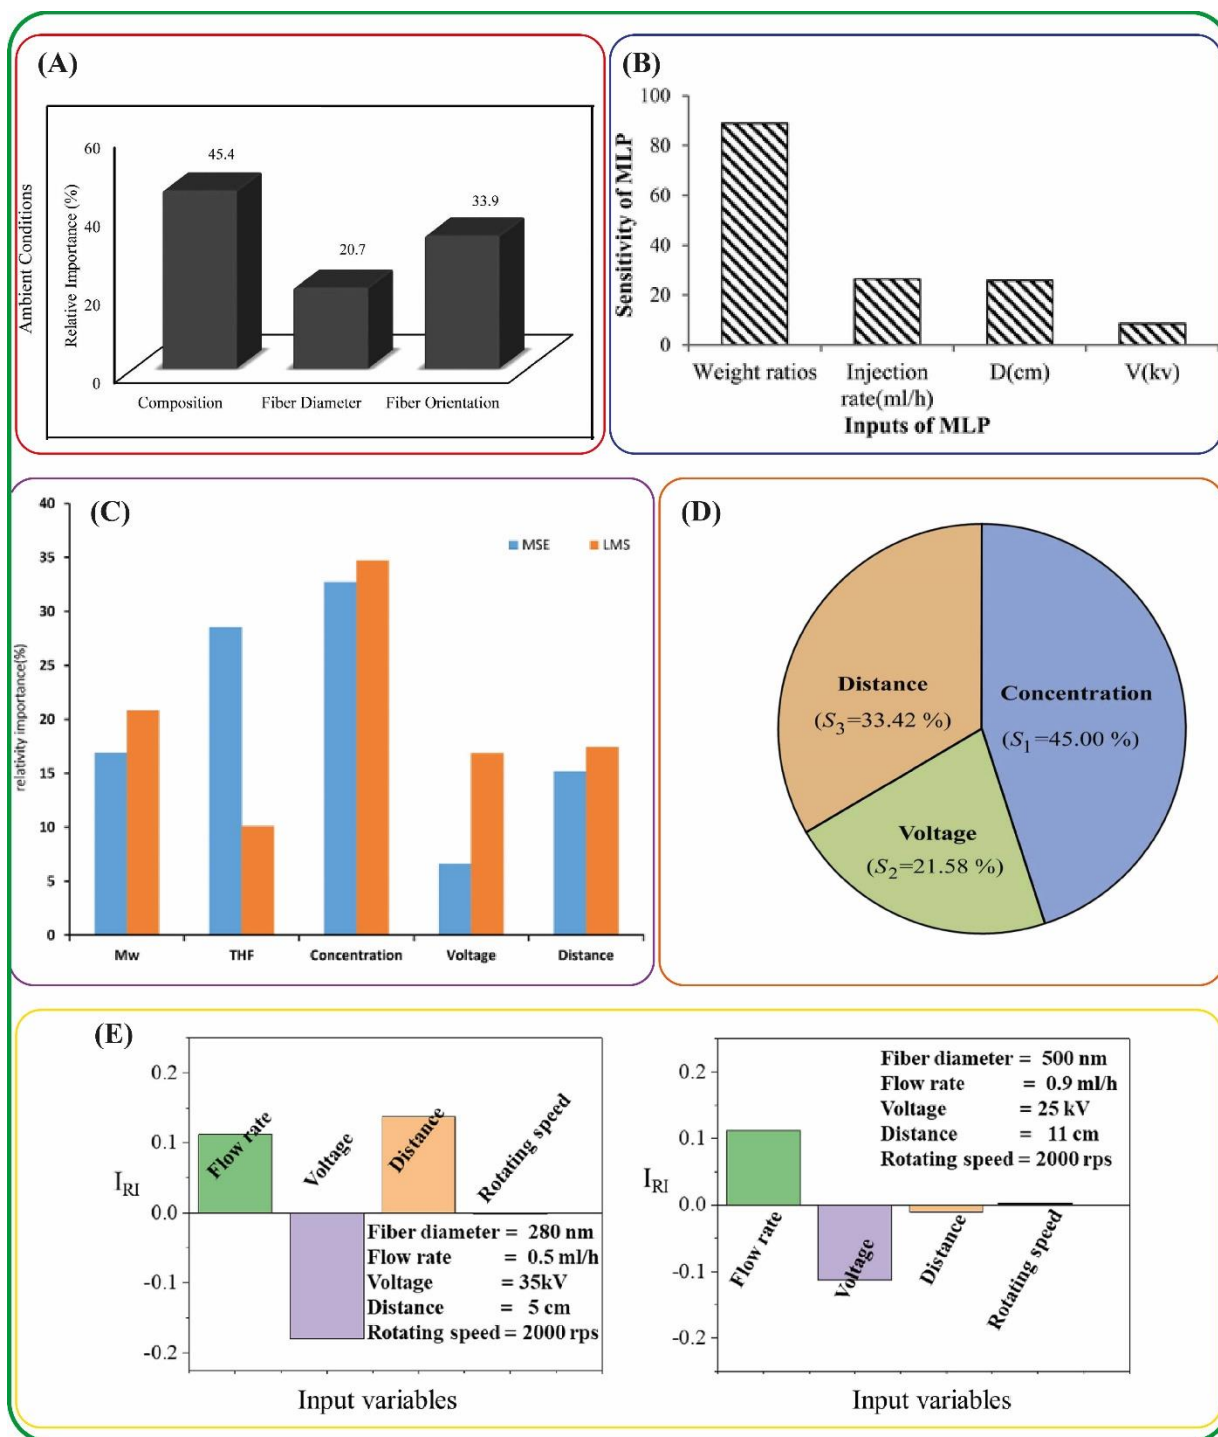 (A)
Ambient Conditions
Relative Importance (%)
60
40
20
0
45.4
20.7
33.9
Composition
Fiber Diameter
Fiber Orientation
(B)
Sensitivity of MLP
100
80
60
40
20
0
Weight ratios
Injection
rate(ml/h)
D(cm)
V(kv)
Inputs of MLP
(C)
relativity importance(%)
40
35
30
25
20
15
10
5
0
MSE
LMS
Mw
THF
Concentration
Voltage
Distance
(D)
Distance
(S3=33.42 %)
Concentration
(S1=45.00 %)
Voltage
(S2=21.58 %)
(E)
IRI
0.2
0.1
0.0
-0.1
-0.2
Flow rate
Voltage
Distance
Rotating speed
Fiber diameter = 280 nm
Flow rate = 0.5 ml/h
Voltage = 35kV
Distance = 5 cm
Rotating speed = 2000 rps
Input variables
IRI
0.2
0.1
0.0
-0.1
-0.2
Fiber diameter = 500 nm
Flow rate = 0.9 ml/h
Voltage = 25 kV
Distance = 11 cm
Rotating speed = 2000 rps
Flow rate
Voltage
Distance
Rotating speed
Input variables